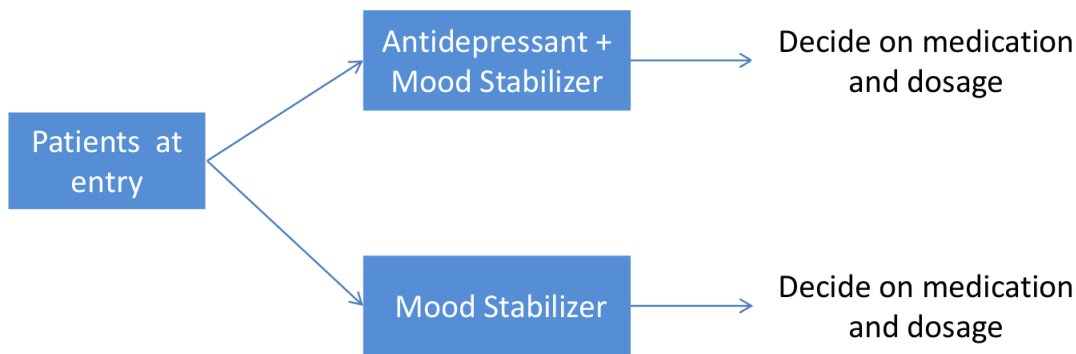 Patients at
entry
Antidepressant +
Mood Stabilizer
Decide on medication
and dosage
Mood Stabilizer
Decide on medication
and dosage